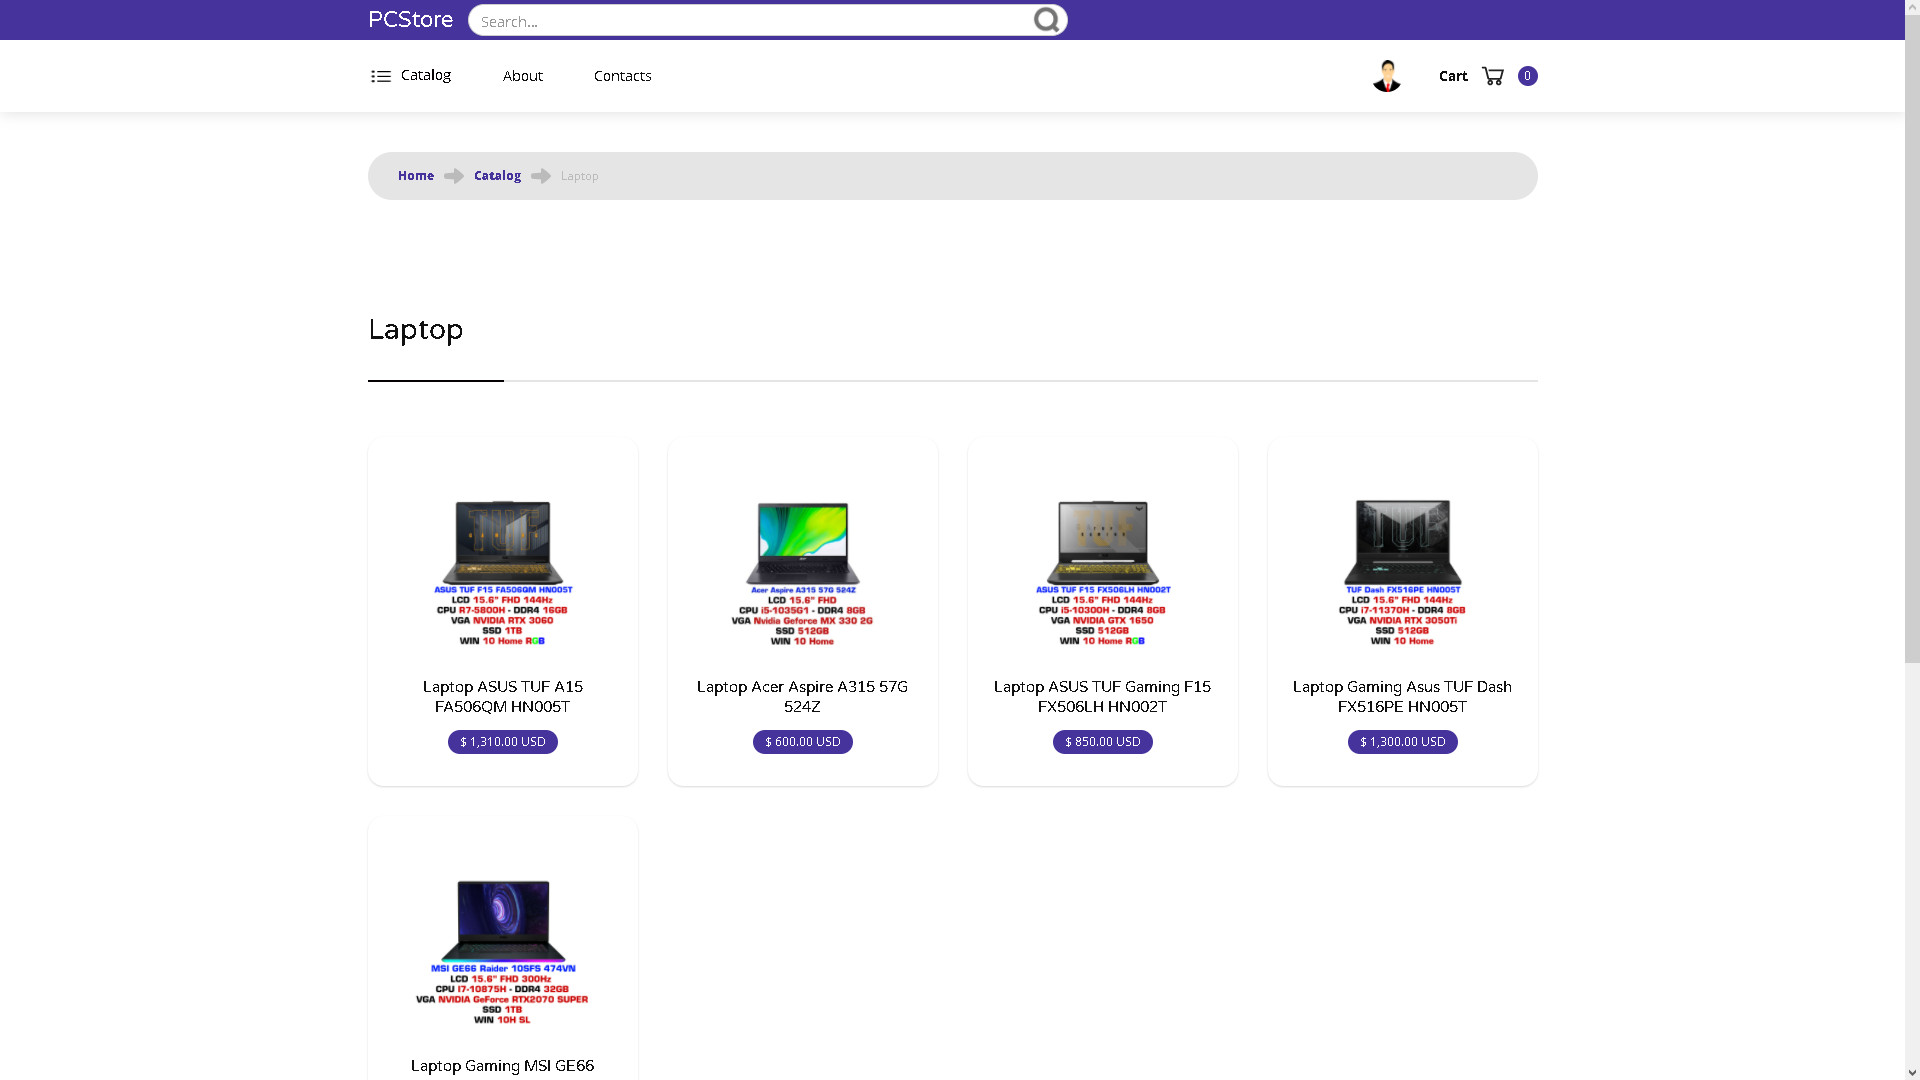 PCStore
Search...
Catalog
About
Contacts
Cart
0
Home
Catalog
Laptop
Laptop
ASUS TUF F15 FA506QM HN005T
LCD 15.6" FHD 144Hz
CPU R7-5800H - DDR4 16GB
VGA NVIDIA RTX 3060
SSD 1TB
WIN 10 Home RGB
Laptop ASUS TUF A15
FA506QM HN005T
$ 1,310.00 USD
Acer Aspire A315 57G 524Z
LCD 15.6" FHD
CPU i5-1035G1 - DDR4 8GB
VGA Nvidia Geforce MX 330 2G
SSD 512GB
WIN 10 Home
Laptop Acer Aspire A315 57G
524Z
$ 600.00 USD
ASUS TUF F15 FX506LH HN002T
LCD 15.6" FHD 144Hz
CPU i5-10300H - DDR4 8GB
VGA NVIDIA GTX 1650
SSD 512GB
WIN 10 Home RGB
Laptop ASUS TUF Gaming F15
FX506LH HN002T
$ 850.00 USD
TUF Dash FX516PE HN005T
LCD 15.6" FHD 144Hz
CPU i7-11370H - DDR4 8GB
VGA NVIDIA RTX 3050Ti
SSD 512GB
WIN 10 Home
Laptop Gaming Asus TUF Dash
FX516PE HN005T
$ 1,300.00 USD
MSI GE66 Raider 10SFS 474VN
LCD 15.6" FHD 300Hz
CPU I7-10875H - DDR4 32GB
VGA NVIDIA GeForce RTX2070 SUPER
SSD 1TB
WIN 10H SL
Laptop Gaming MSI GE66